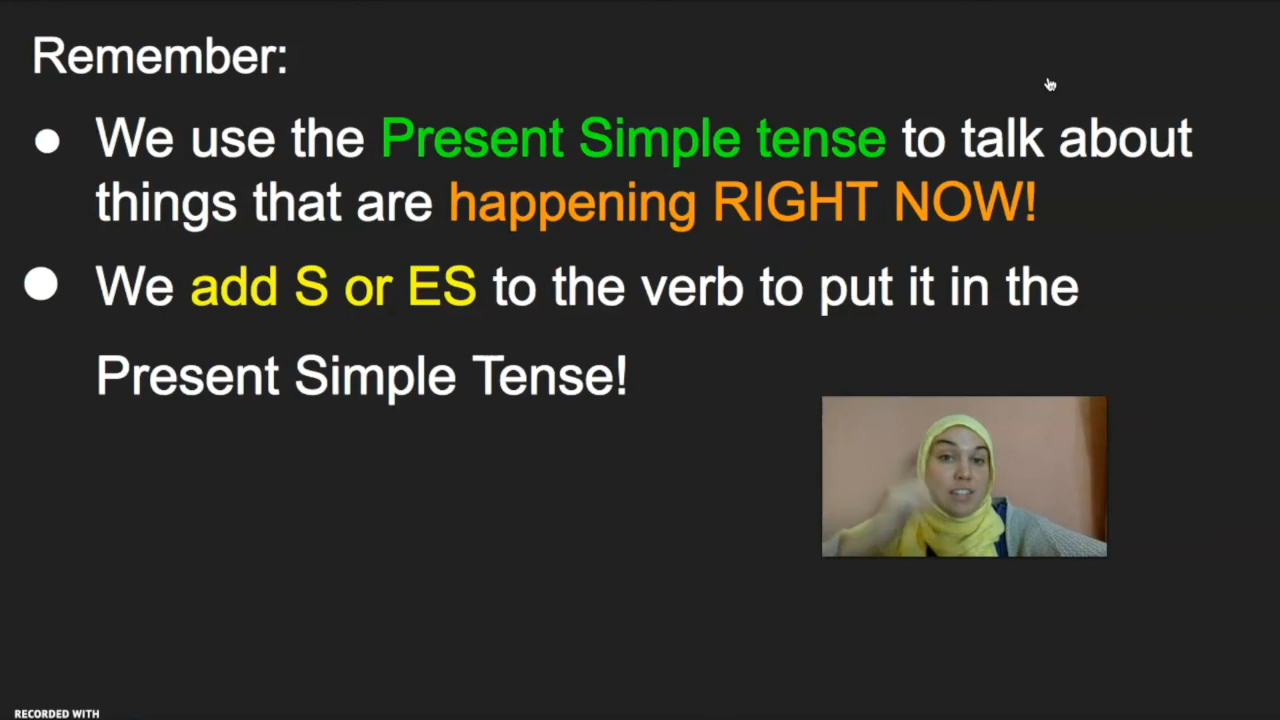 Remember:
● We use the Present Simple tense to talk about
things that are happening RIGHT NOW!
● We add S or ES to the verb to put it in the
Present Simple Tense!
RECORDED WITH